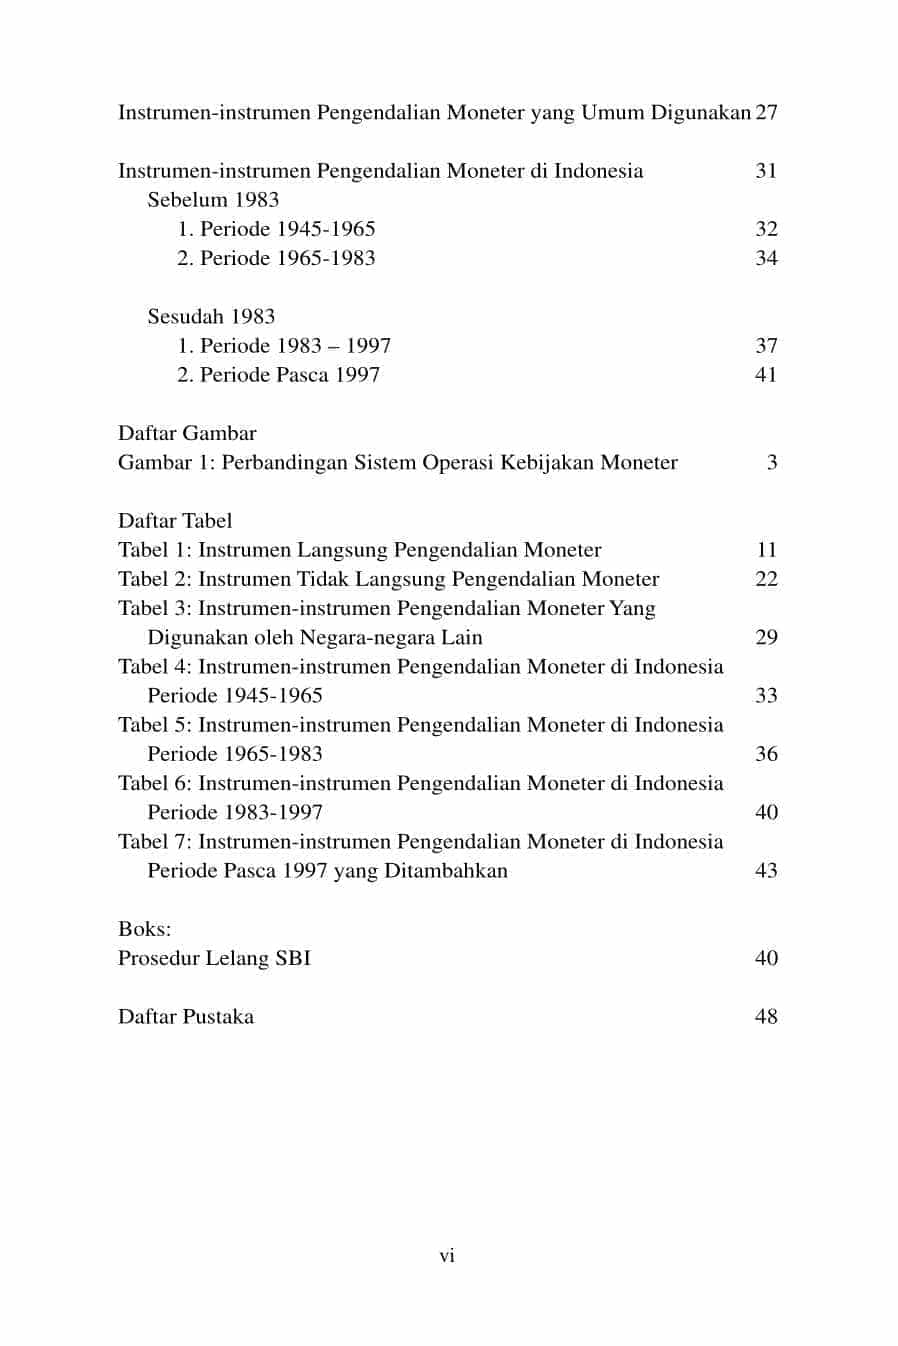 Instrumen-instrumen Pengendalian Moneter yang Umum Digunakan 27
Instrumen-instrumen Pengendalian Moneter di Indonesia 31
Sebelum 1983
1. Periode 1945-1965 32
2. Periode 1965-1983 34
Sesudah 1983
1. Periode 1983 – 1997 37
2. Periode Pasca 1997 41
Daftar Gambar
Gambar 1: Perbandingan Sistem Operasi Kebijakan Moneter 3
Daftar Tabel
Tabel 1: Instrumen Langsung Pengendalian Moneter 11
Tabel 2: Instrumen Tidak Langsung Pengendalian Moneter 22
Tabel 3: Instrumen-instrumen Pengendalian Moneter Yang
Digunakan oleh Negara-negara Lain 29
Tabel 4: Instrumen-instrumen Pengendalian Moneter di Indonesia
Periode 1945-1965 33
Tabel 5: Instrumen-instrumen Pengendalian Moneter di Indonesia
Periode 1965-1983 36
Tabel 6: Instrumen-instrumen Pengendalian Moneter di Indonesia
Periode 1983-1997 40
Tabel 7: Instrumen-instrumen Pengendalian Moneter di Indonesia
Periode Pasca 1997 yang Ditambahkan 43
Boks:
Prosedur Lelang SBI 40
Daftar Pustaka 48
vi